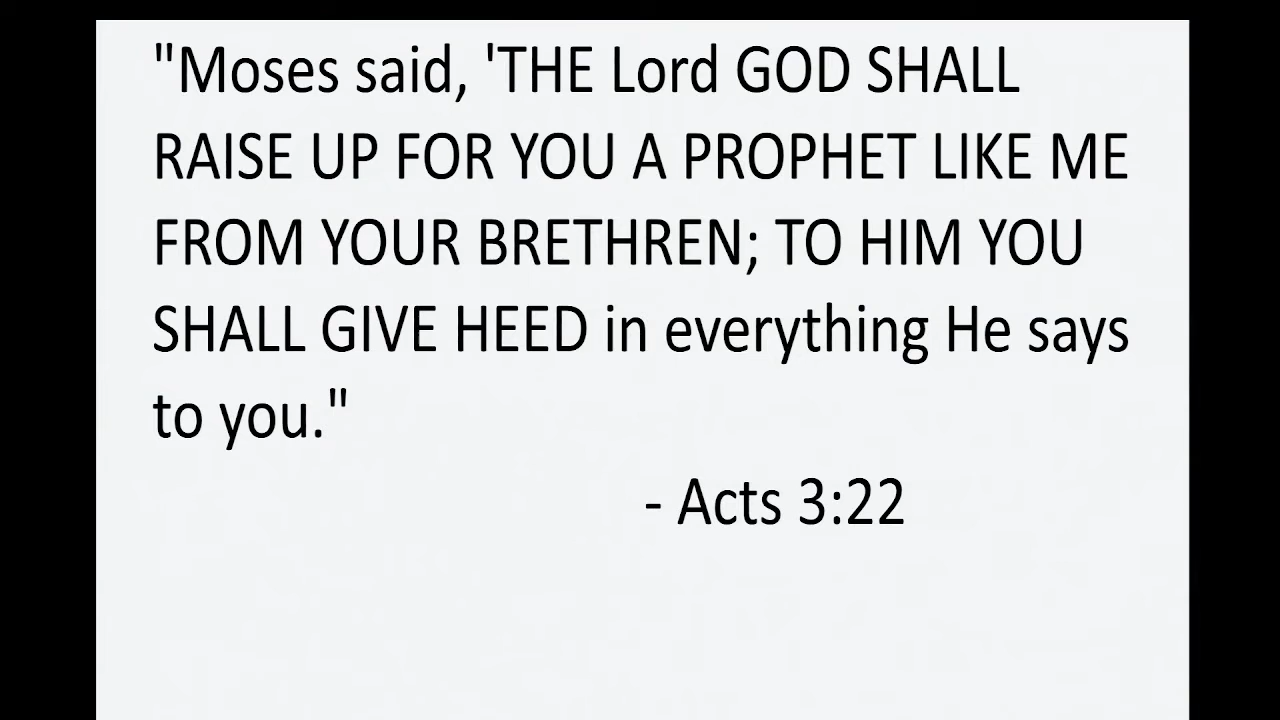 "Moses said, 'THE Lord GOD SHALL
RAISE UP FOR YOU A PROPHET LIKE ME
FROM YOUR BRETHREN; TO HIM YOU
SHALL GIVE HEED in everything He says
to you."
- Acts 3:22